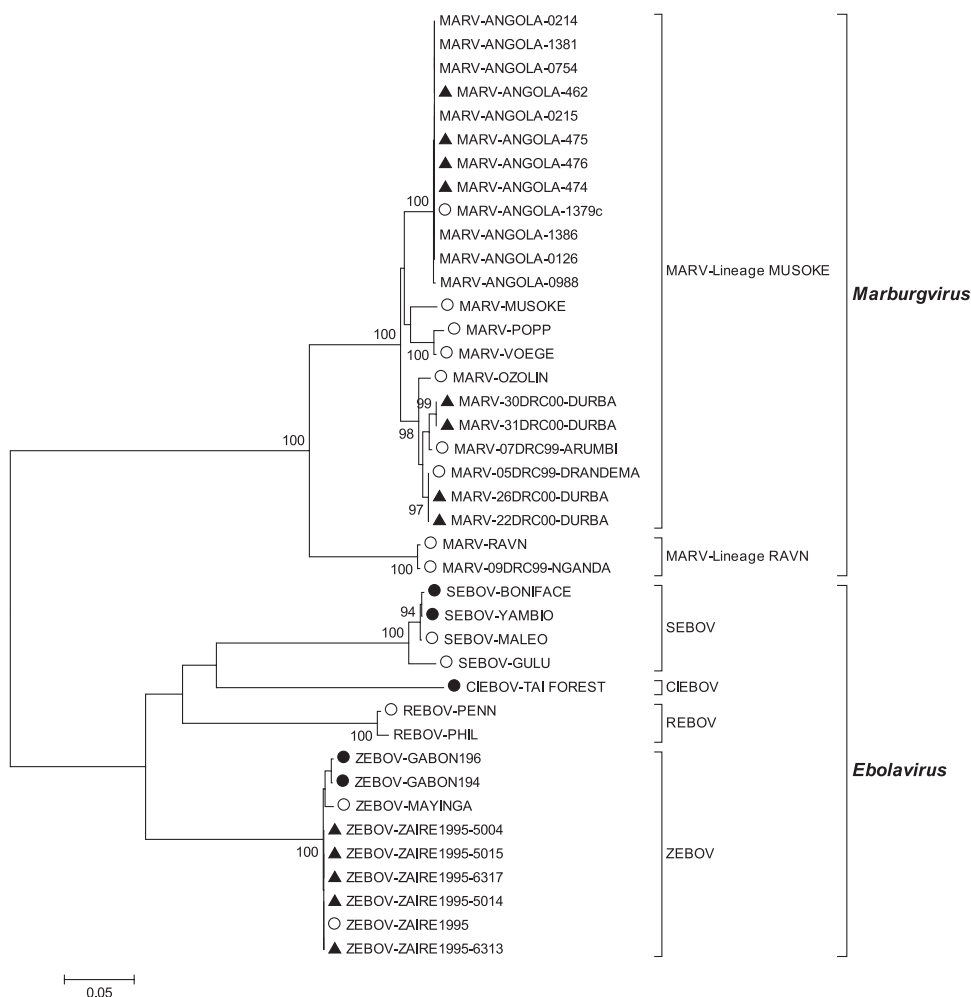 MARV-ANGOLA-0214
MARV-ANGOLA-1381
MARV-ANGOLA-0754
MARV-ANGOLA-462
MARV-ANGOLA-0215
MARV-ANGOLA-475
MARV-ANGOLA-476
MARV-ANGOLA-474
100
MARV-ANGOLA-1379c
MARV-ANGOLA-1386
MARV-ANGOLA-0126
MARV-Lineage MUSOKE
MARV-ANGOLA-0988
Marburgvirus
MARV-MUSOKE
100
MARV-POPP
100
MARV-VOEGE
MARV-OZOLIN
99
MARV-30DRC00-DURBA
98
MARV-31DRC00-DURBA
100
MARV-07DRC99-ARUMBI
MARV-05DRC99-DRANDEMA
97
MARV-26DRC00-DURBA
MARV-22DRC00-DURBA
MARV-RAVN
MARV-Lineage RAVN
100
MARV-09DRC99-NGANDA
SEBOV-BONIFACE
94
SEBOV-YAMBIO
SEBOV
100
SEBOV-MALEO
SEBOV-GULU
CIEBOV-TAI FOREST
CIEBOV
REBOV-PENN
REBOV
100
REBOV-PHIL
ZEBOV-GABON196
Ebolavirus
ZEBOV-GABON194
ZEBOV-MAYINGA
ZEBOV-ZAIRE1995-5004
100
ZEBOV-ZAIRE1995-5015
ZEBOV
ZEBOV-ZAIRE1995-6317
ZEBOV-ZAIRE1995-5014
ZEBOV-ZAIRE1995
ZEBOV-ZAIRE1995-6313
0.05